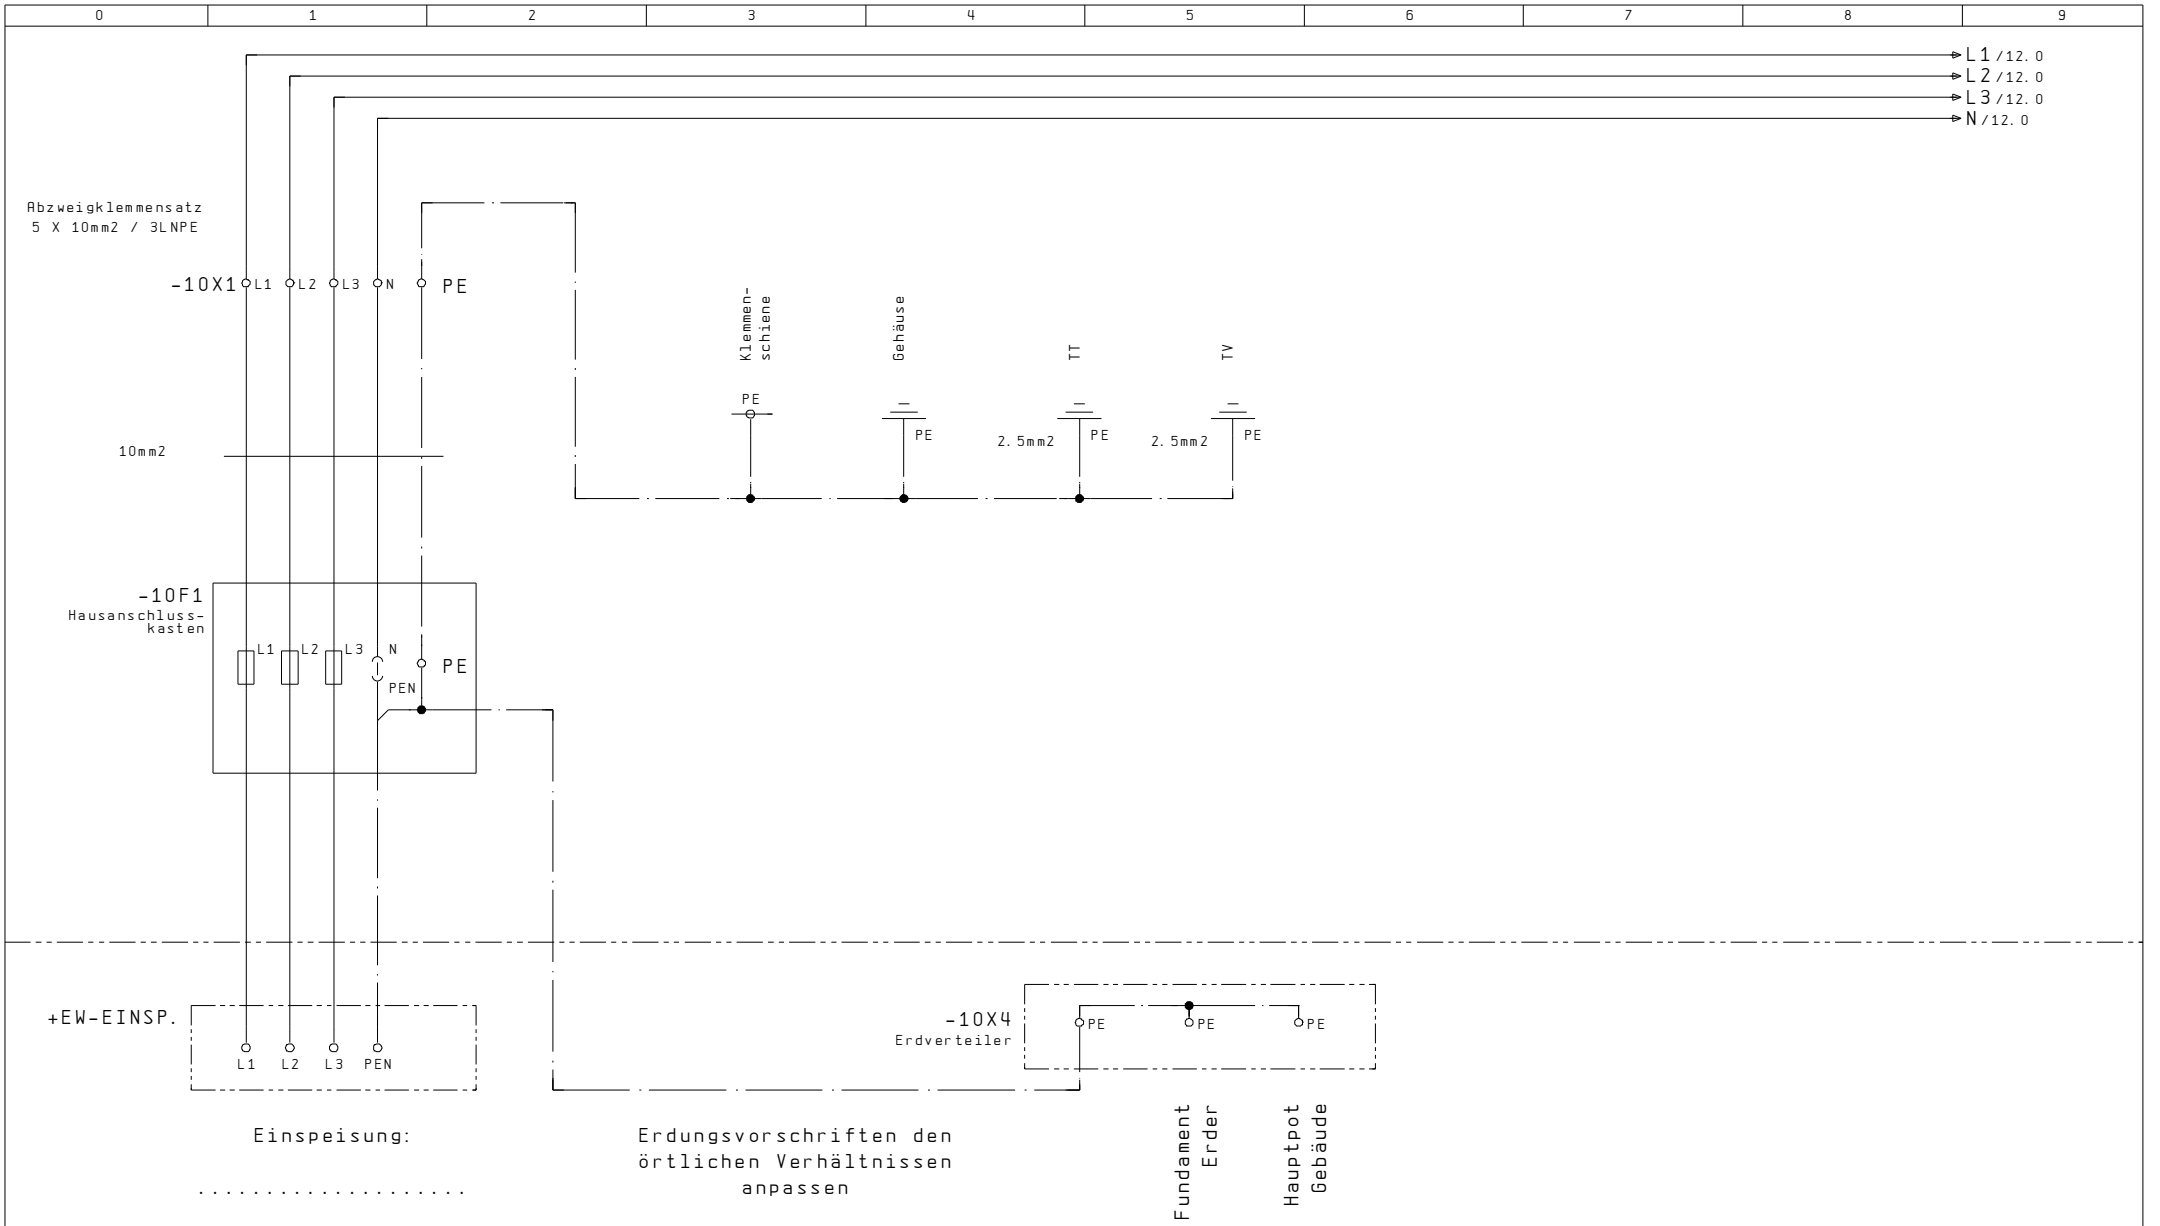 0 1 2 3 4 5 6 7 8 9
L1 /12.0
L2 /12.0
L3 /12.0
N /12.0
Abzweigklemmensatz
5 X 10mm2 / 3LNPE
-10X1 L1 L2 L3 N PE
Klemmen-
schiene
Gehäuse
TT
TV
PE
PE
2.5mm2 PE
2.5mm2 PE
10mm2
-10F1
Hausanschluss-
kasten
L1 L2 L3 N
PE
PEN
+EW-EINSP.
L1 L2 L3 PEN
-10X4
Erdverteiler
PE PE PE
Einspeisung:
....................
Erdungsvorschriften den
örtlichen Verhältnissen
anpassen
Fundament
Erder
Hauptpot
Gebäude